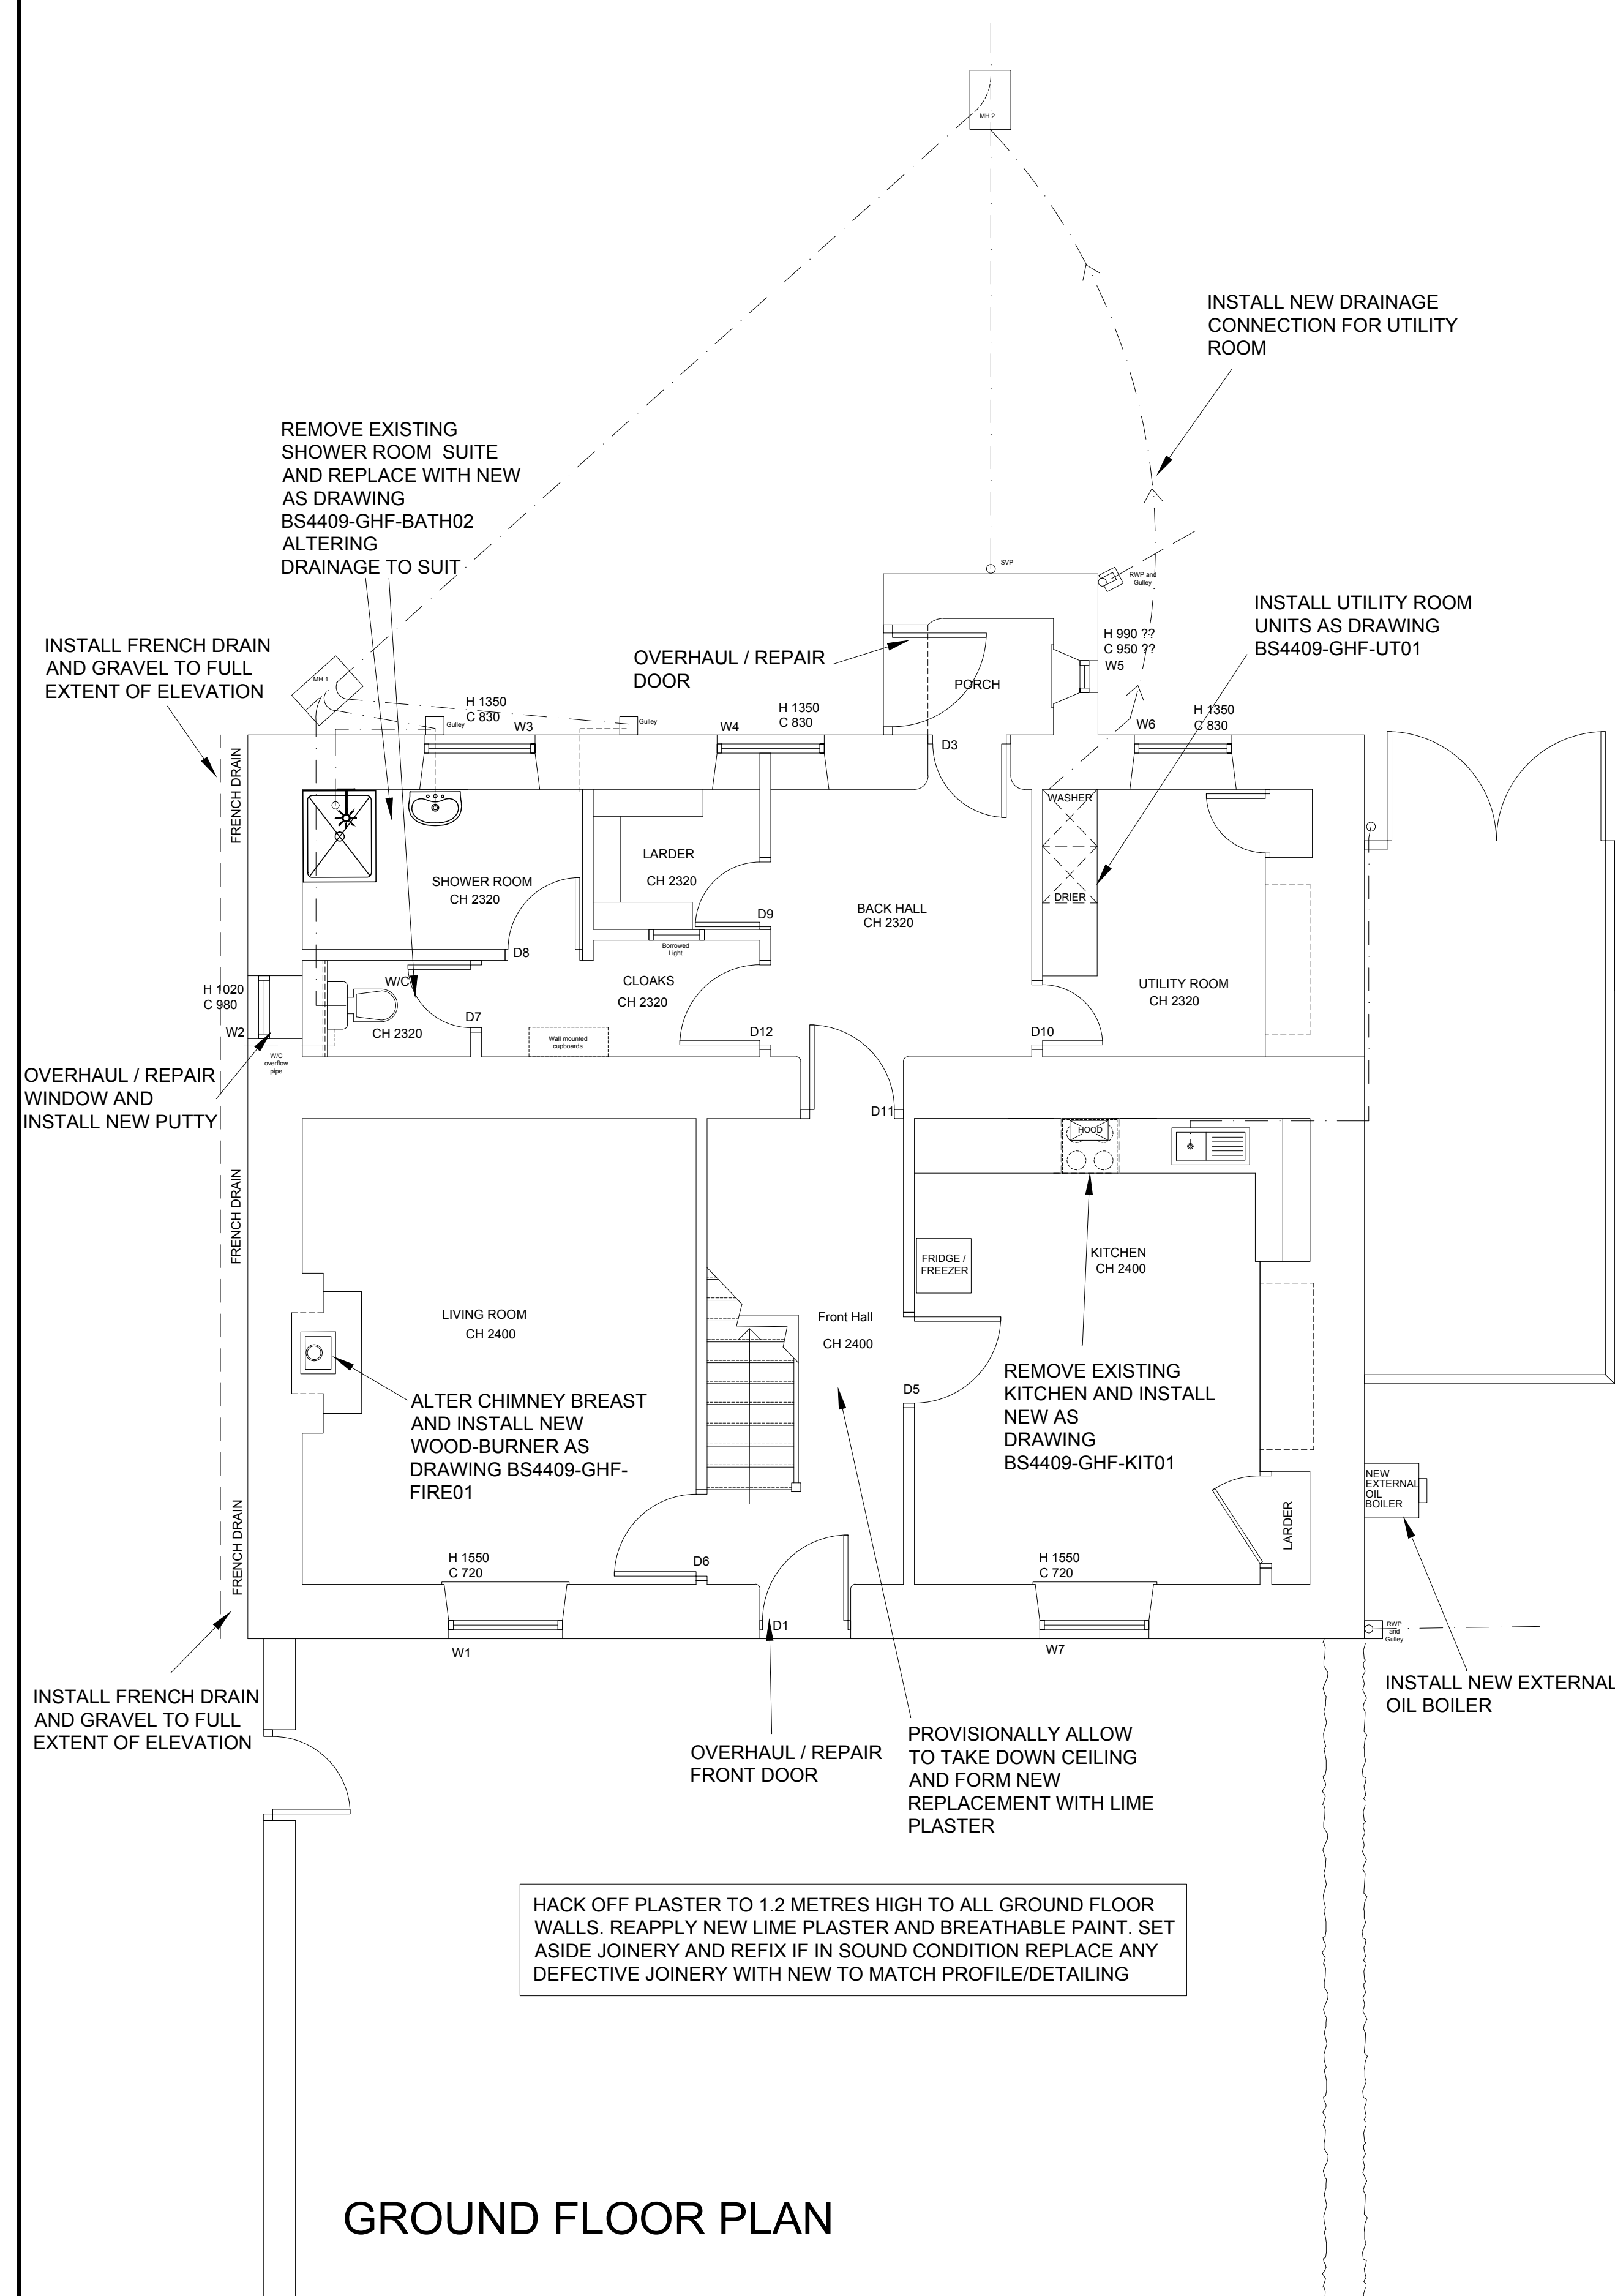 MH 2
INSTALL NEW DRAINAGE
CONNECTION FOR UTILITY
ROOM
REMOVE EXISTING
SHOWER ROOM SUITE
AND REPLACE WITH NEW
AS DRAWING
BS4409-GHF-BATH02
ALTERING
DRAINAGE TO SUIT
SVP
RWP and
Gulley
INSTALL UTILITY ROOM
UNITS AS DRAWING
BS4409-GHF-UT01
INSTALL FRENCH DRAIN
AND GRAVEL TO FULL
EXTENT OF ELEVATION
OVERHAUL / REPAIR
DOOR
H 990 ??
C 950 ??
W5
PORCH
MH 1
H 1350
C 830
W3
Gulley
Gulley
W4
H 1350
C 830
D3
W6
H 1350
C 830
FRENCH DRAIN
WASHER
DRIER
LARDER
CH 2320
SHOWER ROOM
CH 2320
D9
BACK HALL
CH 2320
D8
Borrowed
Light
W/C
CH 2320
CLOAKS
CH 2320
UTILITY ROOM
CH 2320
H 1020
C 980
W2
D7
Wall mounted
cupboards
D12
D10
W/C
overflow
pipe
OVERHAUL / REPAIR
WINDOW AND
INSTALL NEW PUTTY
D11
HOOD
FRENCH DRAIN
FRIDGE /
FREEZER
KITCHEN
CH 2400
LIVING ROOM
CH 2400
Front Hall
CH 2400
D5
REMOVE EXISTING
KITCHEN AND INSTALL
NEW AS
DRAWING
BS4409-GHF-KIT01
ALTER CHIMNEY BREAST
AND INSTALL NEW
WOOD-BURNER AS
DRAWING BS4409-GHF-
FIRE01
NEW
EXTERNAL
OIL
BOILER
LARDER
FRENCH DRAIN
H 1550
C 720
D6
H 1550
C 720
D1
W1
W7
RWP
and
Gulley
INSTALL FRENCH DRAIN
AND GRAVEL TO FULL
EXTENT OF ELEVATION
INSTALL NEW EXTERNAL
OIL BOILER
OVERHAUL / REPAIR
FRONT DOOR
PROVISIONALLY ALLOW
TO TAKE DOWN CEILING
AND FORM NEW
REPLACEMENT WITH LIME
PLASTER
HACK OFF PLASTER TO 1.2 METRES HIGH TO ALL GROUND FLOOR
WALLS. REAPPLY NEW LIME PLASTER AND BREATHABLE PAINT. SET
ASIDE JOINERY AND REFIX IF IN SOUND CONDITION REPLACE ANY
DEFECTIVE JOINERY WITH NEW TO MATCH PROFILE/DETAILING
GROUND FLOOR PLAN